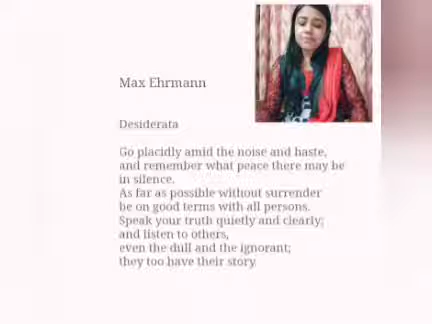 Max Ehrmann
Desiderata
Go placidly amid the noise and haste,
and remember what peace there may be
in silence.
As far as possible without surrender
be on good terms with all persons.
Speak your truth quietly and clearly;
and listen to others,
even the dull and the ignorant;
they too have their story.